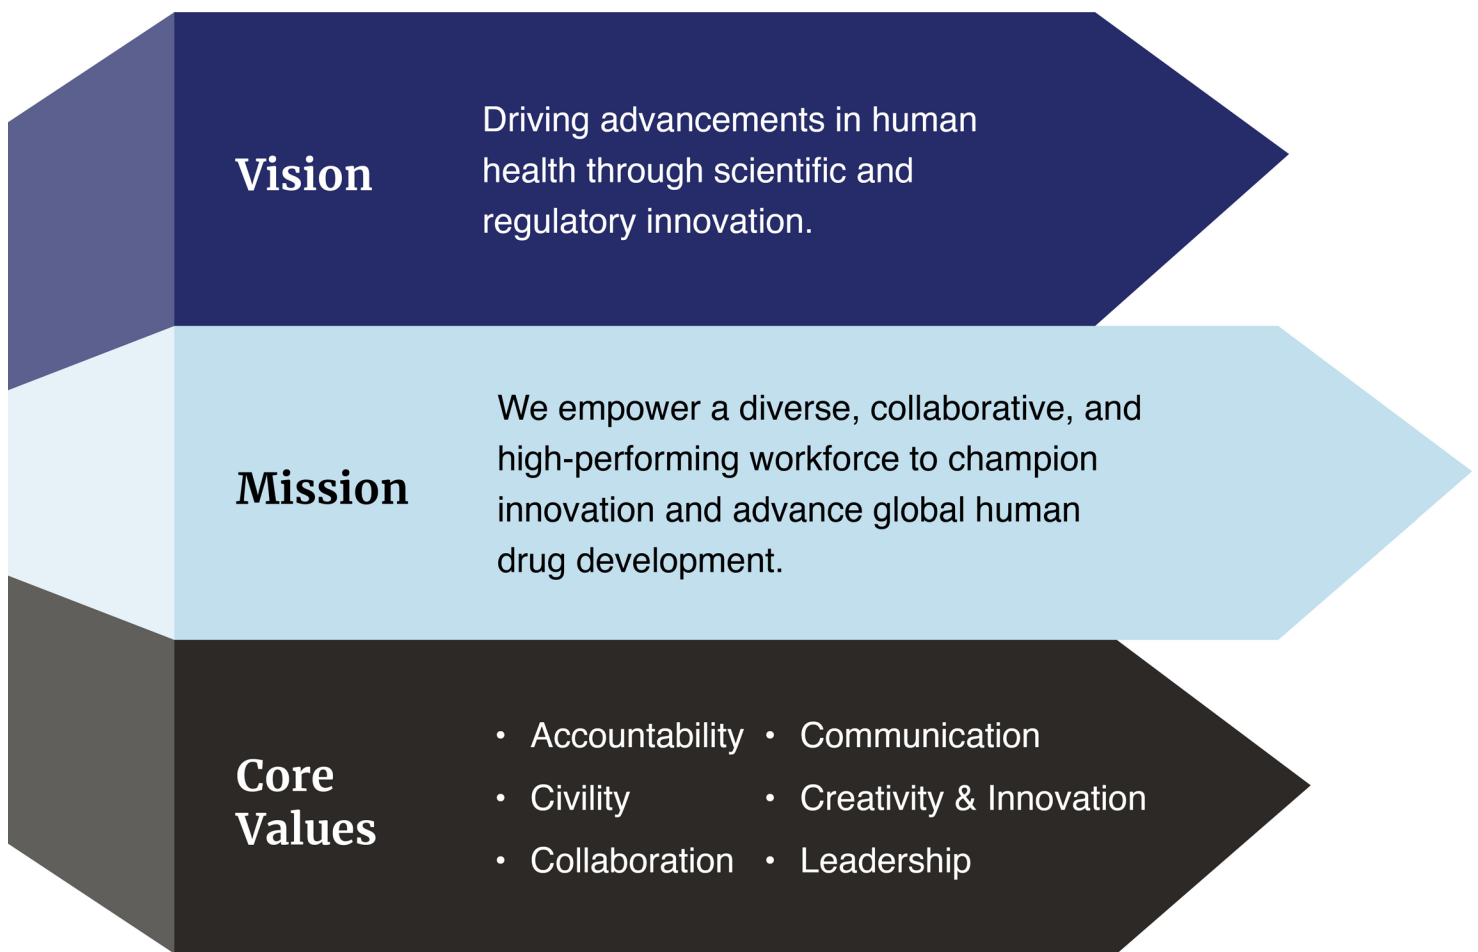 Vision
Driving advancements in human
health through scientific and
regulatory innovation.
Mission
We empower a diverse, collaborative, and
high-performing workforce to champion
innovation and advance global human
drug development.
Core
Values
• Accountability
• Civility
• Collaboration
• Communication
• Creativity & Innovation
• Leadership